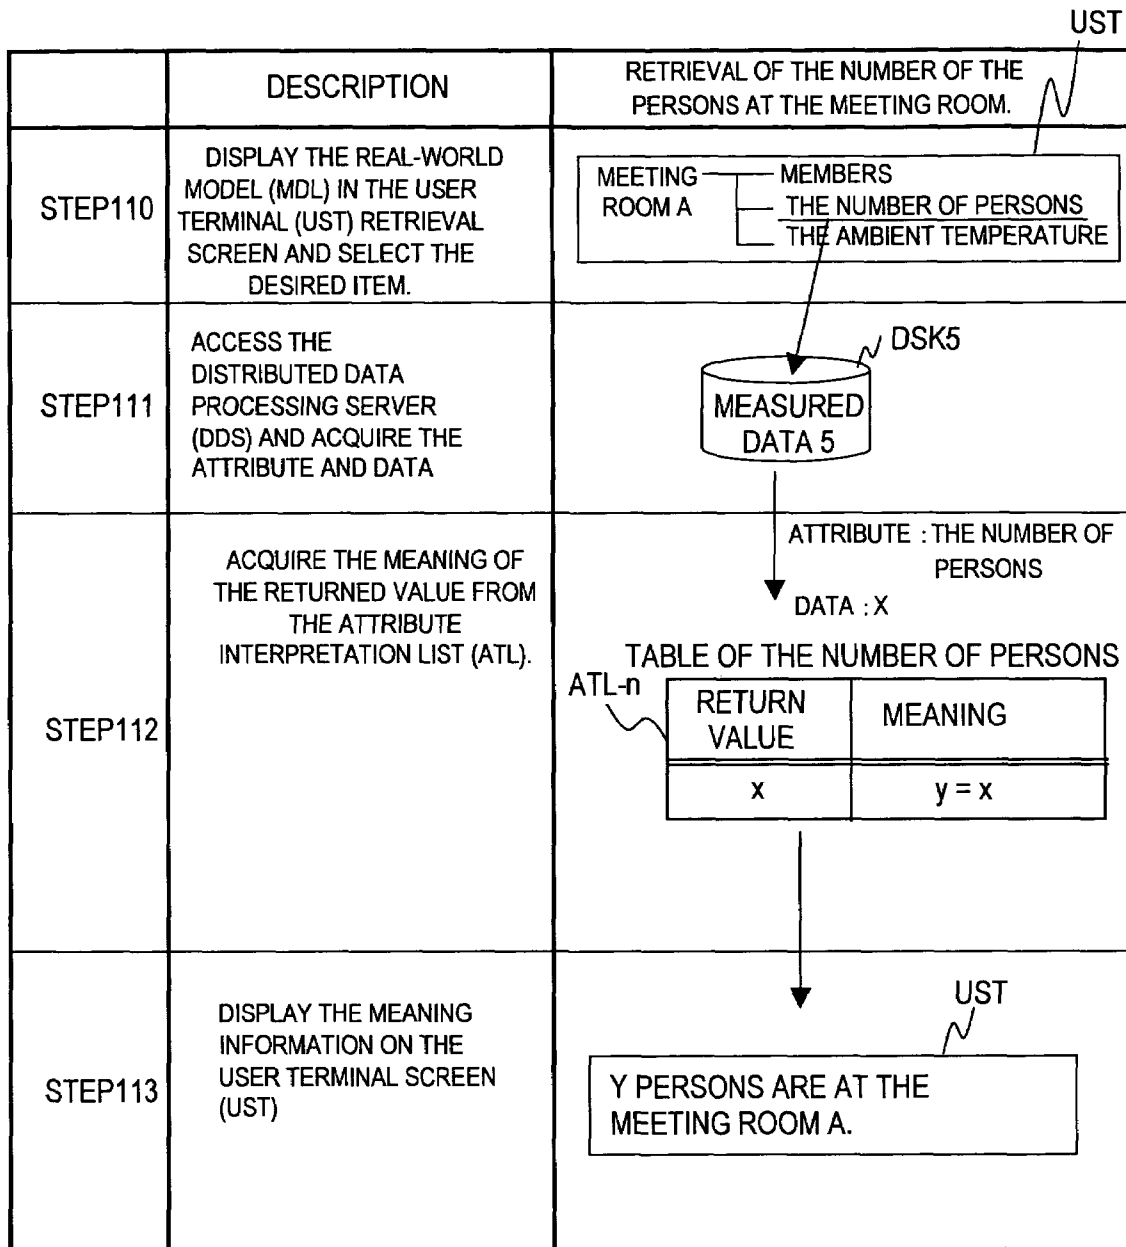 UST
DESCRIPTION
RETRIEVAL OF THE NUMBER OF THE
PERSONS AT THE MEETING ROOM.
STEP110
DISPLAY THE REAL-WORLD
MODEL (MDL) IN THE USER
TERMINAL (UST) RETRIEVAL
SCREEN AND SELECT THE
DESIRED ITEM.
MEETING
ROOM A
MEMBERS
THE NUMBER OF PERSONS
THE AMBIENT TEMPERATURE
STEP111
ACCESS THE
DISTRIBUTED DATA
PROCESSING SERVER
(DDS) AND ACQUIRE THE
ATTRIBUTE AND DATA
DSK5
MEASURED
DATA 5
STEP112
ACQUIRE THE MEANING OF
THE RETURNED VALUE FROM
THE ATTRIBUTE
INTERPRETATION LIST (ATL).
ATTRIBUTE : THE NUMBER OF
PERSONS
DATA : X
TABLE OF THE NUMBER OF PERSONS
ATL-n
RETURN
VALUE
MEANING
x
y = x
STEP113
DISPLAY THE MEANING
INFORMATION ON THE
USER TERMINAL SCREEN
(UST)
UST
Y PERSONS ARE AT THE
MEETING ROOM A.